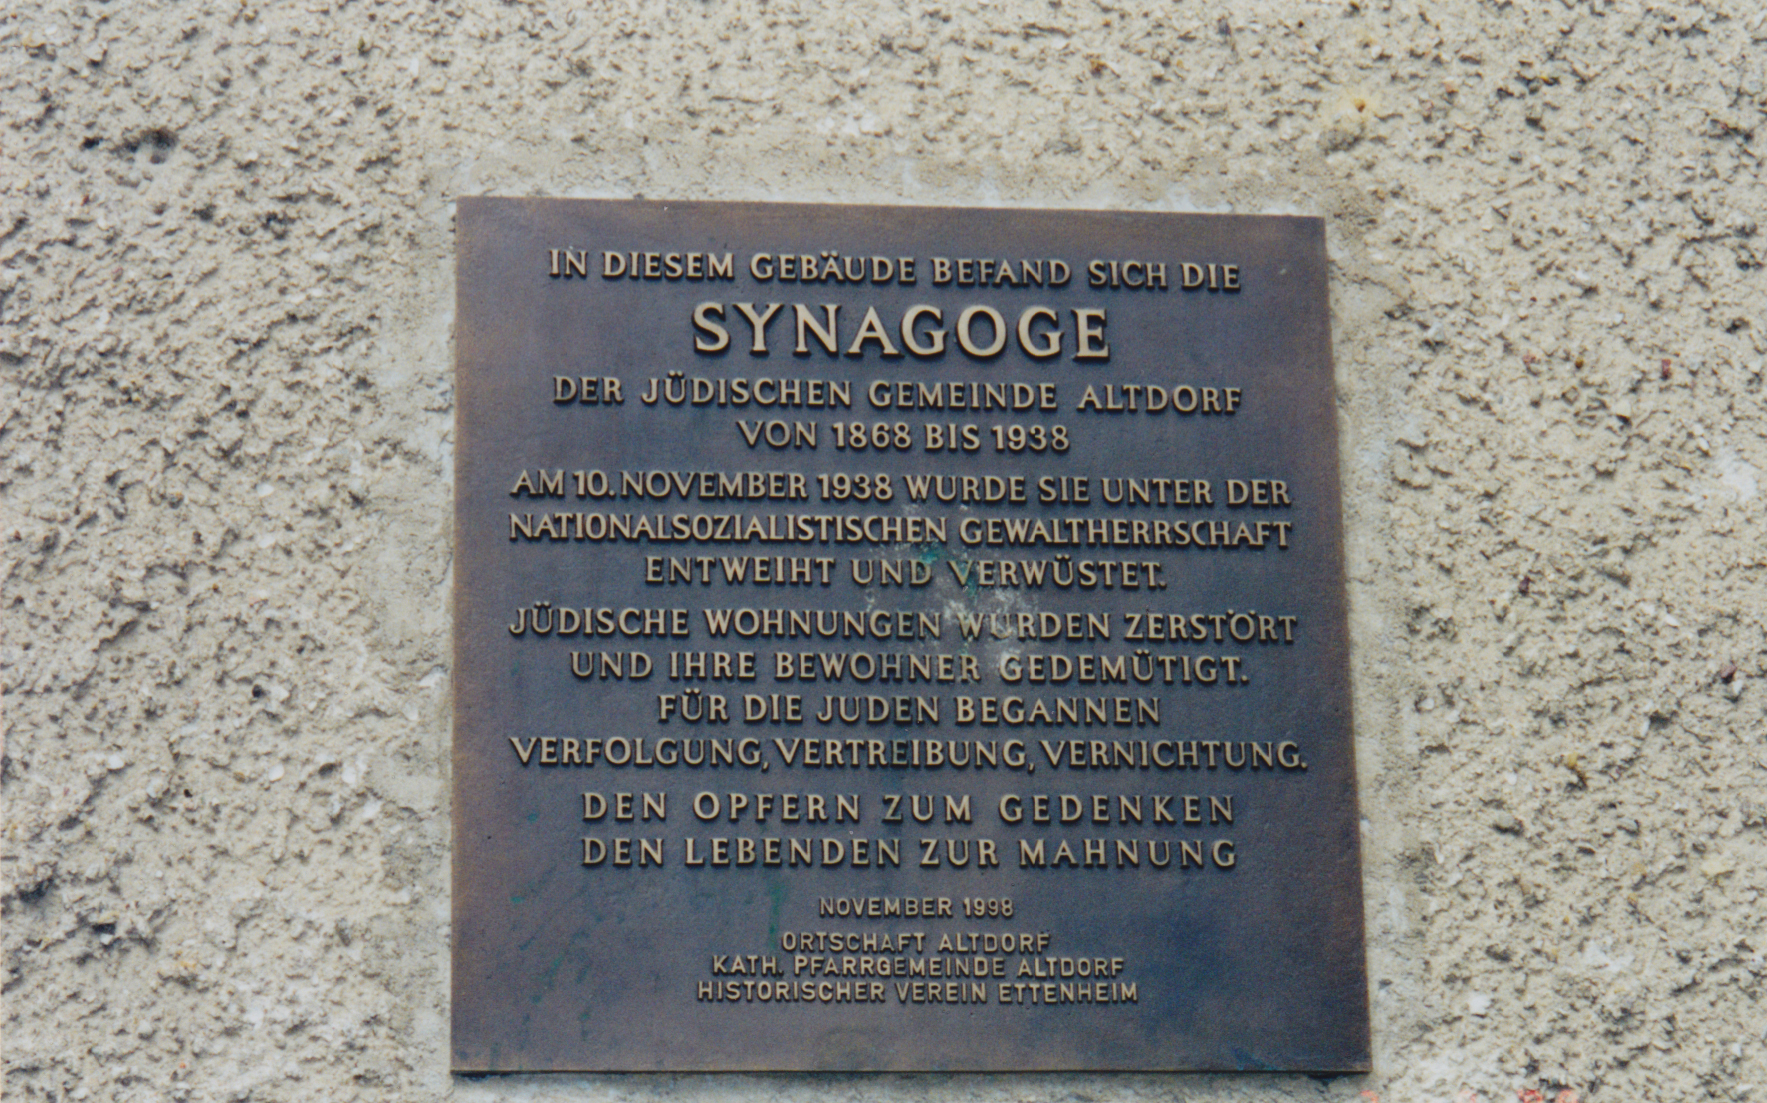 IN DIESEM GEBÄUDE BEFAND SICH DIE
SYNAGOGE
DER JÜDISCHEN GEMEINDE ALTDORF
VON 1868 BIS 1938
AM 10. NOVEMBER 1938 WURDE SIE UNTER DER
NATIONALSOZIALISTISCHEN GEWALTHERRSCHAFT
ENTWEIHT UND VERWÜSTET.
JÜDISCHE WOHNUNGEN WURDEN ZERSTÖRT
UND IHRE BEWOHNER GEDEMÜTIGT.
FÜR DIE JUDEN BEGANNEN
VERFOLGUNG, VERTREIBUNG, VERNICHTUNG.
DEN OPFERN ZUM GEDENKEN
DEN LEBENDEN ZUR MAHNUNG
NOVEMBER 1998
ORTSCHAFT ALTDORF
KATH. PFARRGEMEINDE ALTDORF
HISTORISCHER VEREIN ETTENHEIM